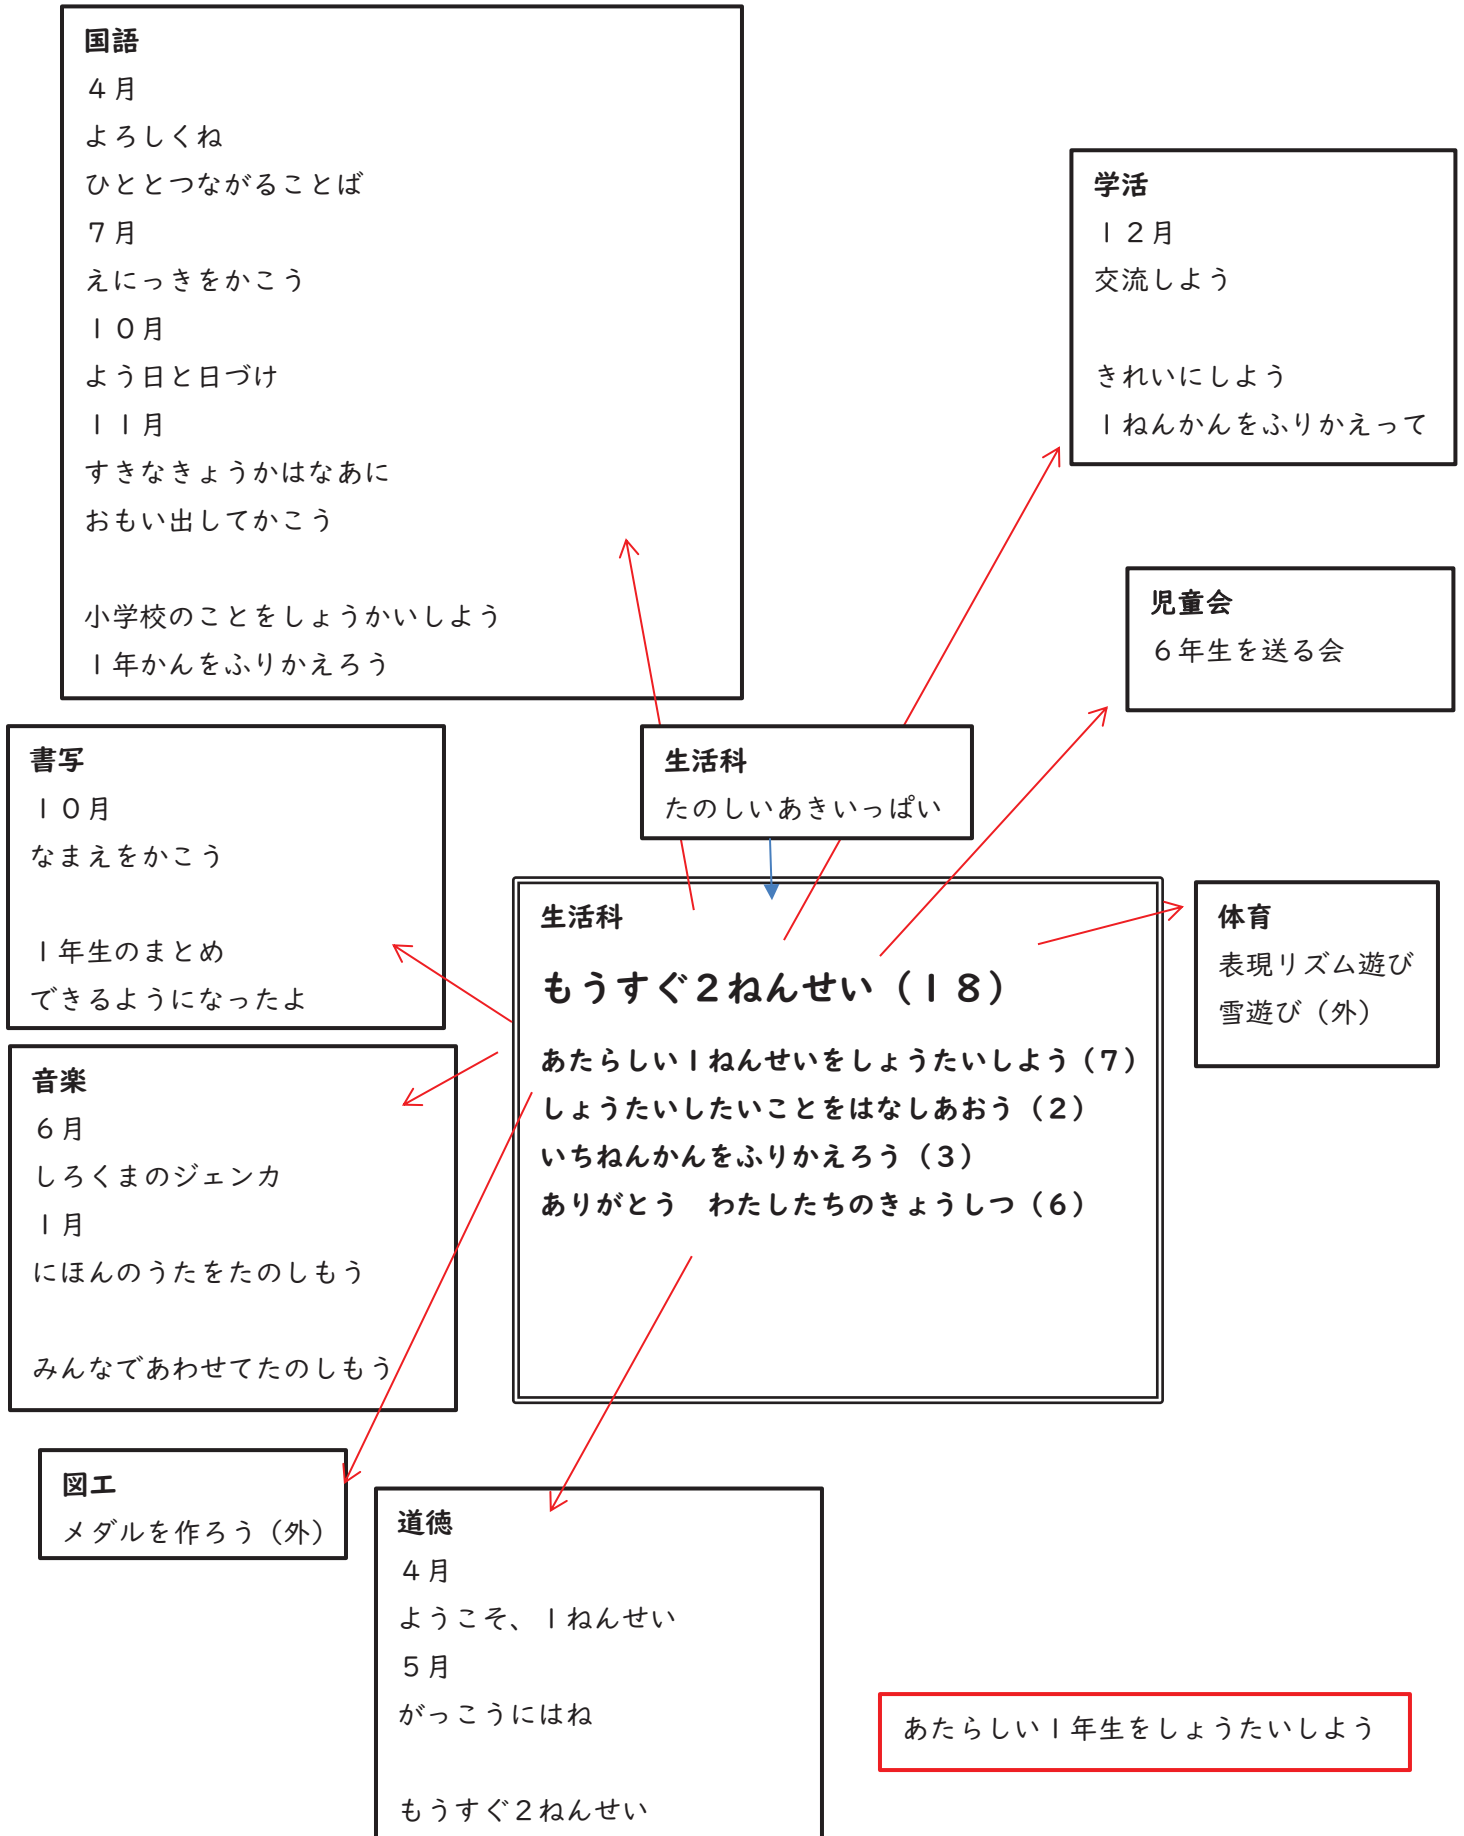 国語
４月
よろしくね
ひととつながることば
７月
えにっきをかこう
１０月
よう日と日づけ
１１月
すきなきょうかはなあに
おもい出してかこう
小学校のことをしょうかいしよう
１年かんをふりかえろう
学活
１２月
交流しよう
きれいにしよう
１ねんかんをふりかえって
児童会
６年生を送る会
書写
１０月
なまえをかこう
１年生のまとめ
できるようになったよ
生活科
たのしいあきいっぱい
生活科
もうすぐ２ねんせい（１８）
あたらしい１ねんせいをしょうたいしよう（７）
しょうたいしたいことをはなしあおう（２）
いちねんかんをふりかえろう（３）
ありがとう　わたしたちのきょうしつ（６）
体育
表現リズム遊び
雪遊び（外）
音楽
６月
しろくまのジェンカ
１月
にほんのうたをたのしもう
みんなであわせてたのしもう
図工
メダルを作ろう（外）
道徳
４月
ようこそ、１ねんせい
５月
がっこうにはね
もうすぐ２ねんせい
あたらしい１年生をしょうたいしよう